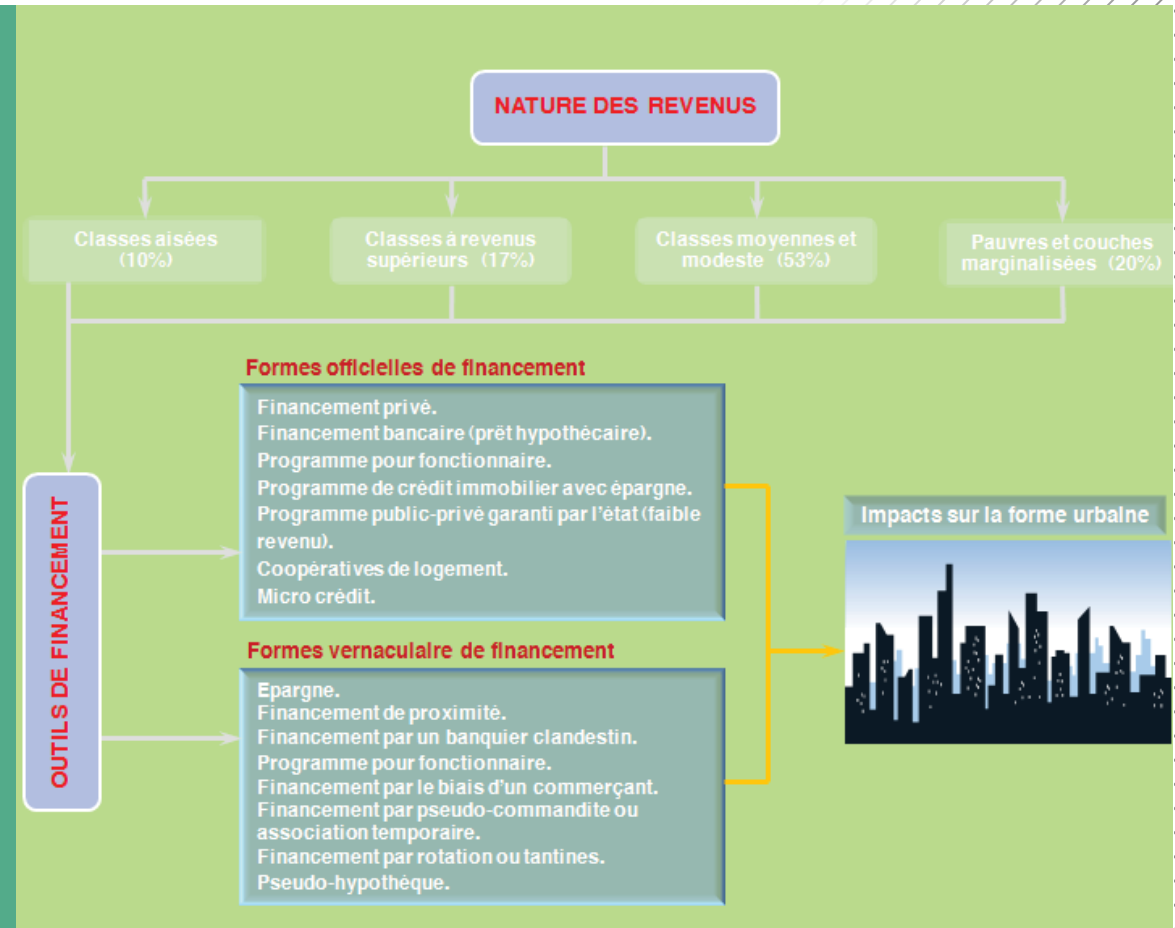 NATURE DES REVENUS
Classes aisées
(10%)
Classes à revenus
supérieurs (17%)
Classes moyennes et
modeste (53%)
Pauvres et couches
marginalisées (20%)
Formes officielles de financement
Financement privé.
Financement bancaire (prêt hypothécaire).
Programme pour fonctionnaire.
Programme de crédit immobilier avec épargne.
Programme public-privé garanti par l'état (faible
revenu).
Coopératives de logement.
Micro crédit.
OUTILS DE FINANCEMENT
Impacts sur la forme urbaine
Formes vernaculaire de financement
Epargne.
Financement de proximité.
Financement par un banquier clandestin.
Programme pour fonctionnaire.
Financement par le biais d'un commerçant.
Financement par pseudo-commandite ou
association temporaire.
Financement par rotation ou tantines.
Pseudo-hypothèque.